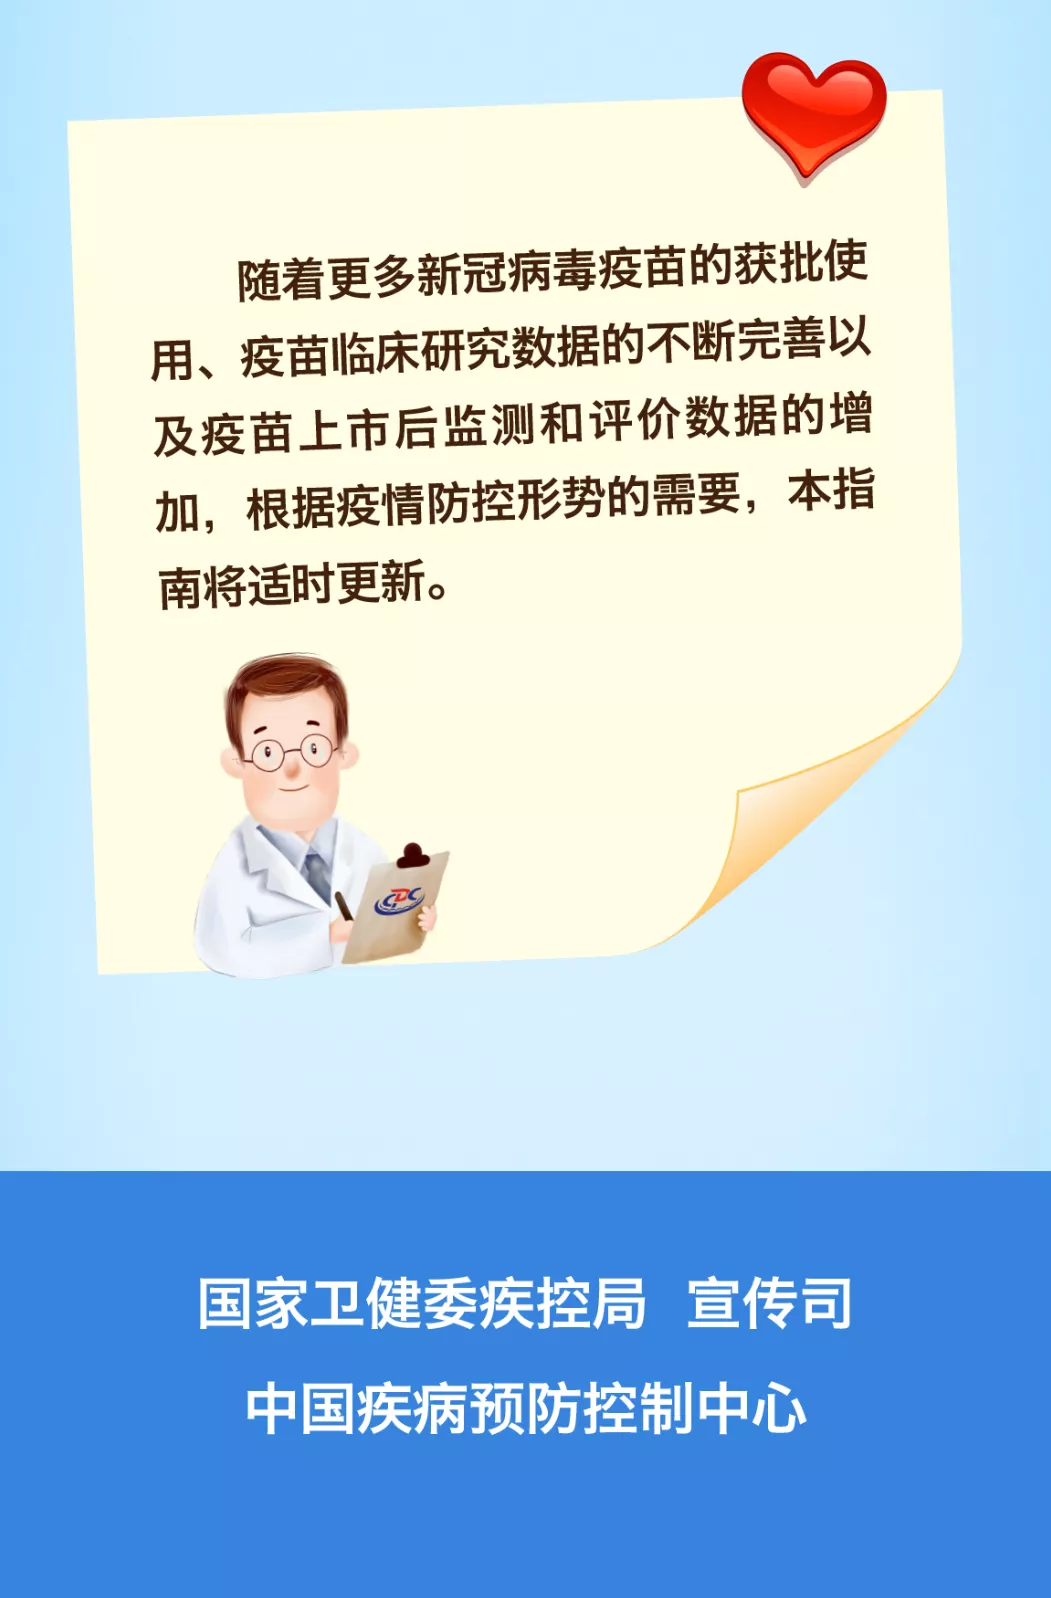 随着更多新冠病毒疫苗的获批使
用、疫苗临床研究数据的不断完善以
及疫苗上市后监测和评价数据的增
加，根据疫情防控形势的需要，本指
南将适时更新。
CDC
国家卫健委疾控局 宣传司
中国疾病预防控制中心